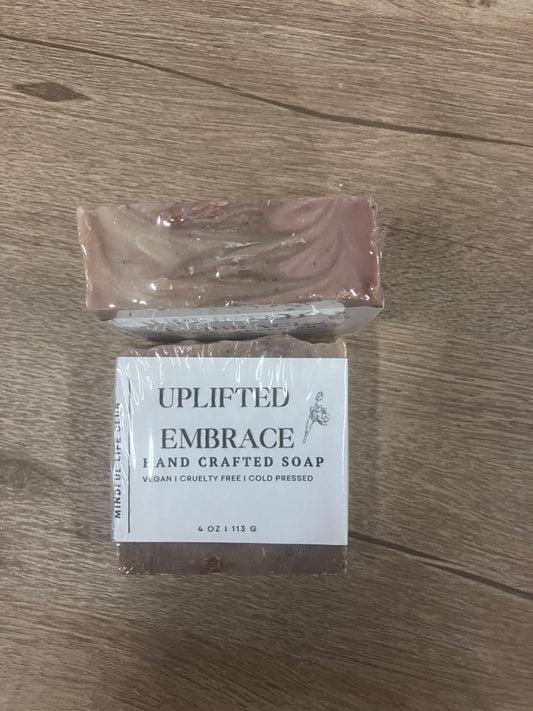 UPLIFTED
EMBRACE
HAND CRAFTED SOAP
VEGAN I CRUELTY FREE I COLD PRESSED
4 OZ I 113 G
MINDFUL LIFE